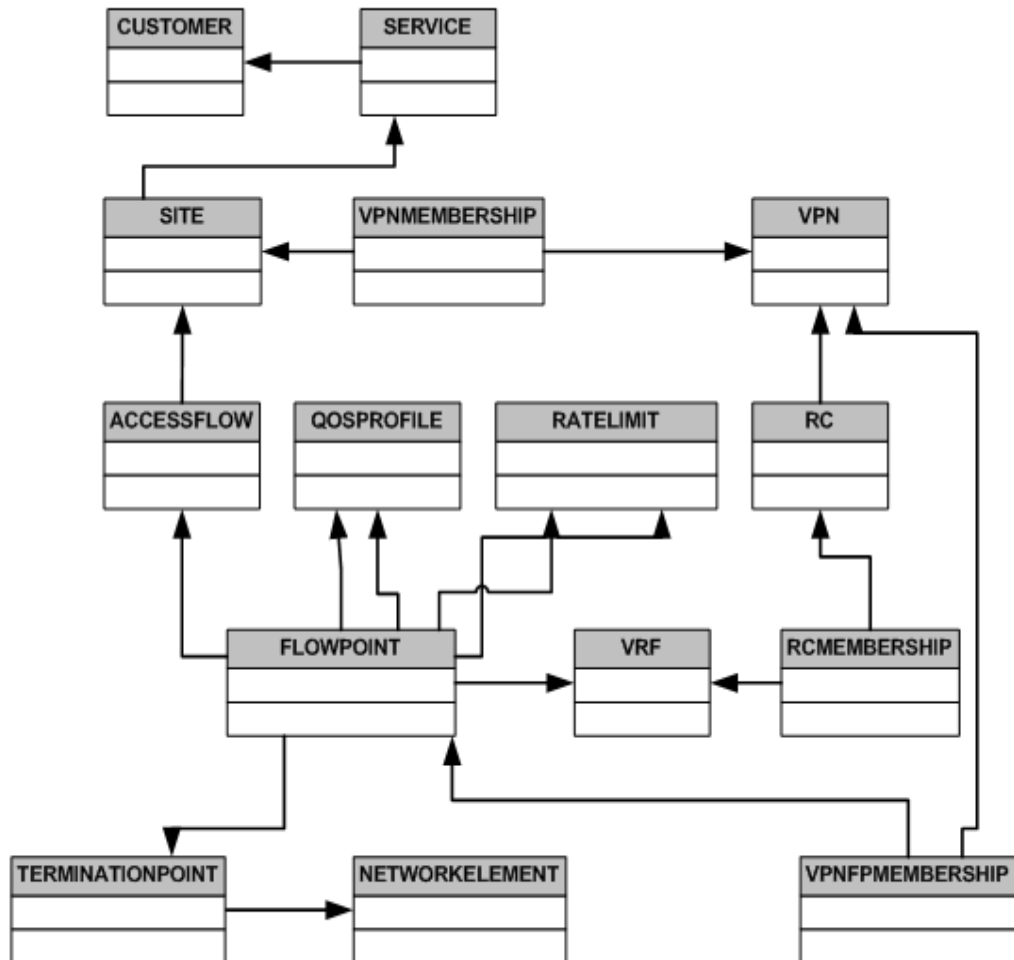 CUSTOMER
SERVICE
SITE
VPNMEMBERSHIP
VPN
ACCESSFLOW
QOSPROFILE
RATELIMIT
RC
FLOWPOINT
VRF
RCMEMBERSHIP
TERMINATIONPOINT
NETWORKELEMENT
VPNFPMEMBERSHIP